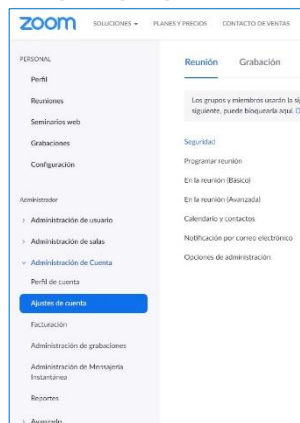 zoom
SOLUCIONES
PLANES Y PRECIOS
CONTACTO DE VENTAS
PERSONAL
Perfil
Reuniones
Seminarios web
Grabaciones
Configuración
Administrador
Administración de usuario
Administración de salas
Administración de Cuenta
Perfil de cuenta
Ajustes de cuenta
Facturación
Administración de grabaciones
Administración de Mensajería
Instantánea
Reportes
Avanzado
Reunión Grabación
Los grupos y miembros usarán la si
siguiente, puede bloquearla aquí.
Seguridad
Programar reunión
En la reunión (Básico)
En la reunión (Avanzada)
Calendario y contactos
Notificación por correo electrónico
Opciones de administración